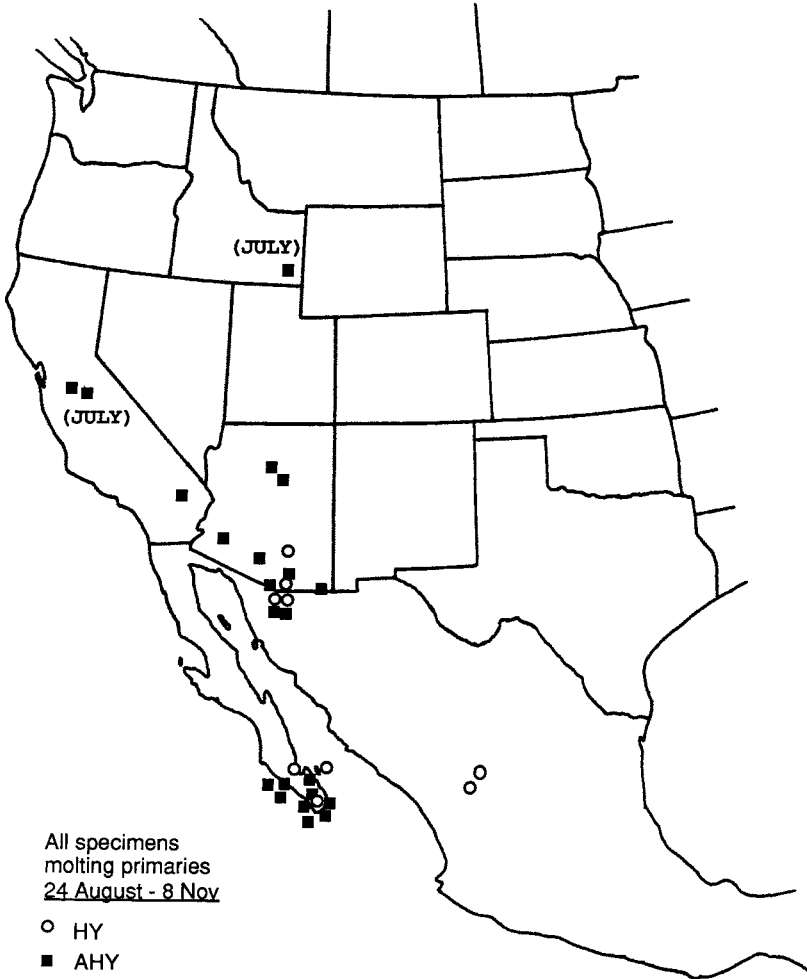 (JULY)
(JULY)
All specimens
molting primaries
24 August - 8 Nov
HY
AHY